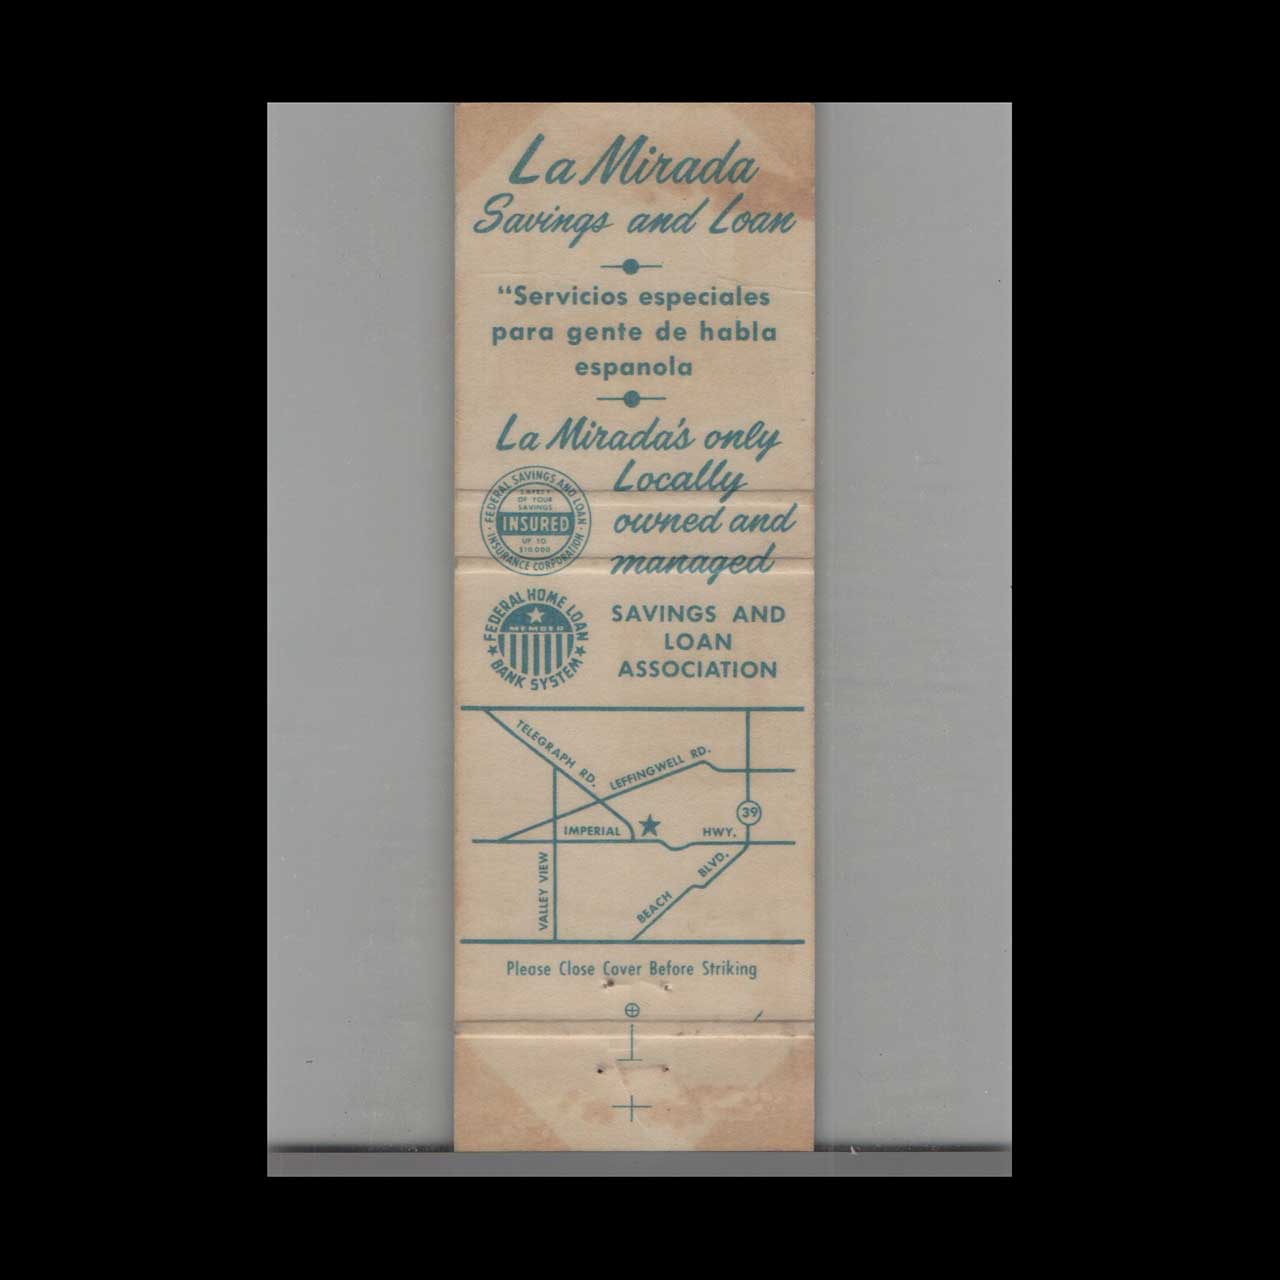 La Mirada
Savings and Loan
“Servicios especiales
para gente de habla
espanola
La Mirada's only
Locally
owned and
managed
FEDERAL SAVINGS AND LOAN
SAFETY
OF YOUR
SAVINGS
INSURED
UP TO
$10,000
INSURANCE CORPORATION
FEDERAL HOME LOAN
MEMBER
BANK SYSTEM
SAVINGS AND
LOAN
ASSOCIATION
TELEGRAPH RD.
LEFFINGWELL RD.
39
IMPERIAL HWY.
VALLEY VIEW
BEACH BLVD.
Please Close Cover Before Striking